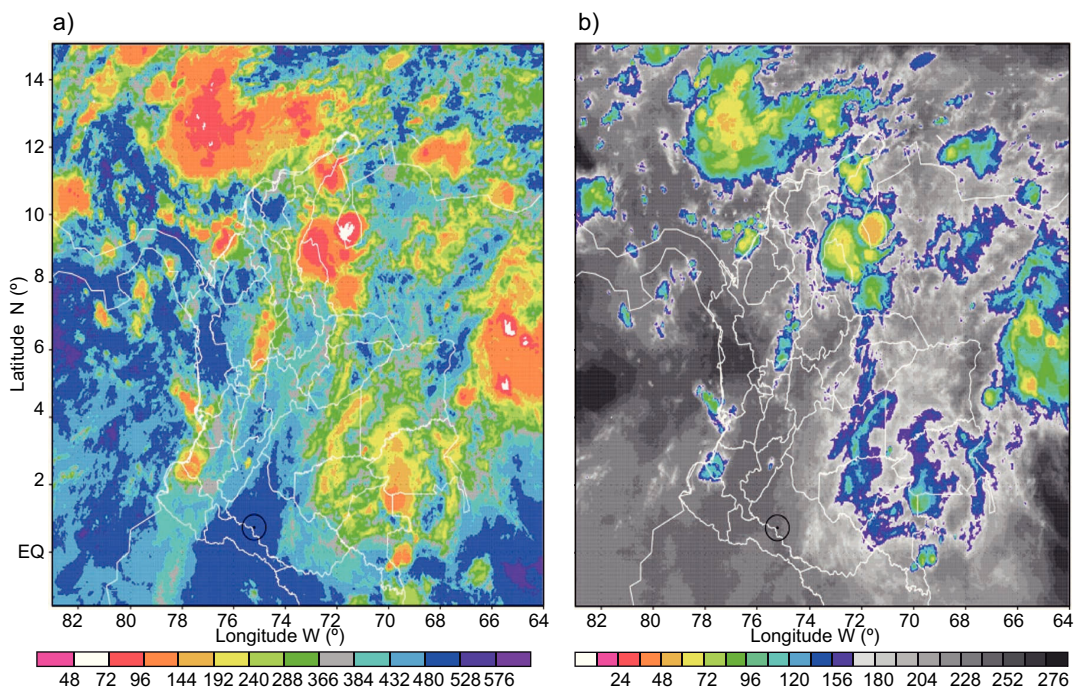 a)
b)
14
12
10
8
6
4
2
EQ
Latitude N (º)
82 80 78 76 74 72 70 68 66 64
Longitude W (º)
82 80 78 76 74 72 70 68 66 64
Longitude W (º)
48 72 96 144 192 240 288 366 384 432 480 528 576
24 48 72 96 120 156 180 204 228 252 276